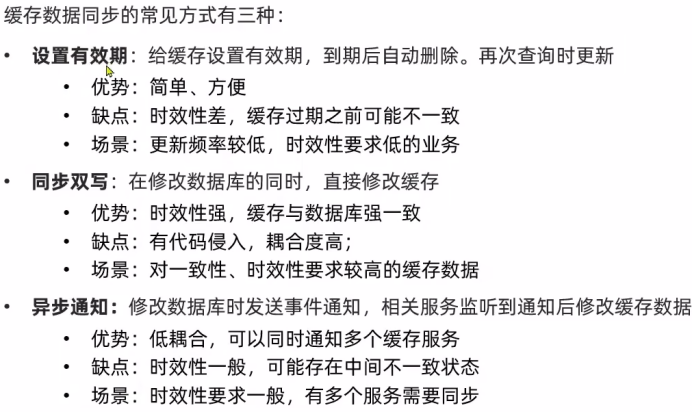 缓存数据同步的常见方式有三种：
• 设置有效期：给缓存设置有效期，到期后自动删除。再次查询时更新
• 优势：简单、方便
• 缺点：时效性差，缓存过期之前可能不一致
• 场景：更新频率较低，时效性要求低的业务
• 同步双写：在修改数据库的同时，直接修改缓存
• 优势：时效性强，缓存与数据库强一致
• 缺点：有代码侵入，耦合度高；
• 场景：对一致性、时效性要求较高的缓存数据
• 异步通知：修改数据库时发送事件通知，相关服务监听到通知后修改缓存数据
• 优势：低耦合，可以同时通知多个缓存服务
• 缺点：时效性一般，可能存在中间不一致状态
• 场景：时效性要求一般，有多个服务需要同步